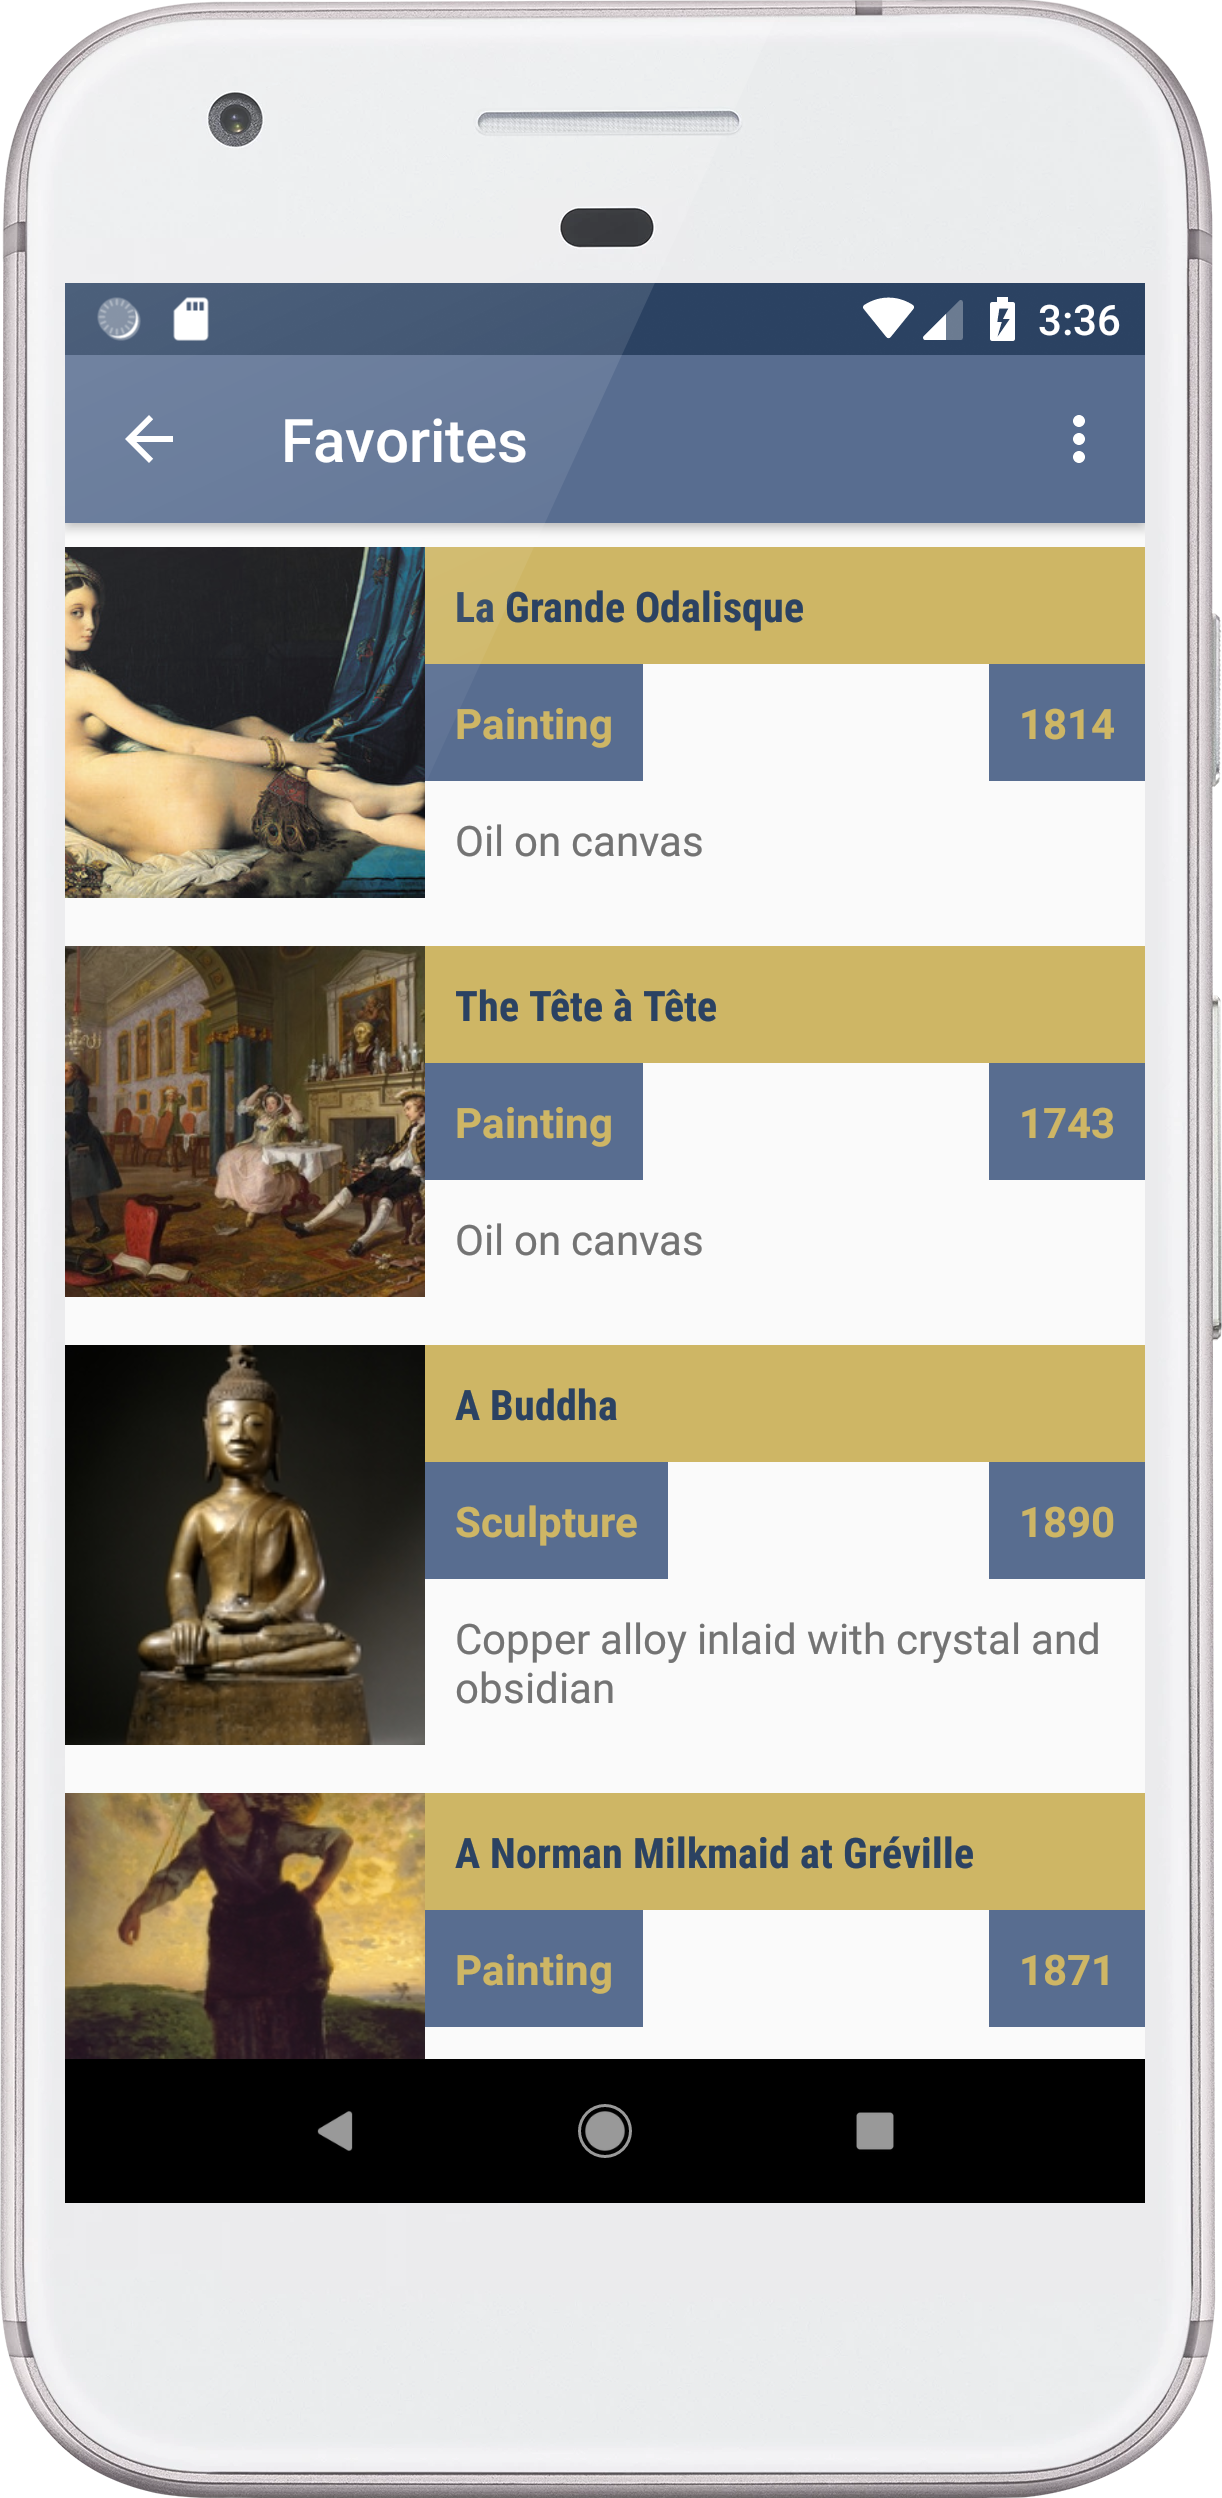 3:36
Favorites
La Grande Odalisque
Painting
1814
Oil on canvas
The Tête à Tête
Painting
1743
Oil on canvas
A Buddha
Sculpture
1890
Copper alloy inlaid with crystal and
obsidian
A Norman Milkmaid at Gréville
Painting
1871